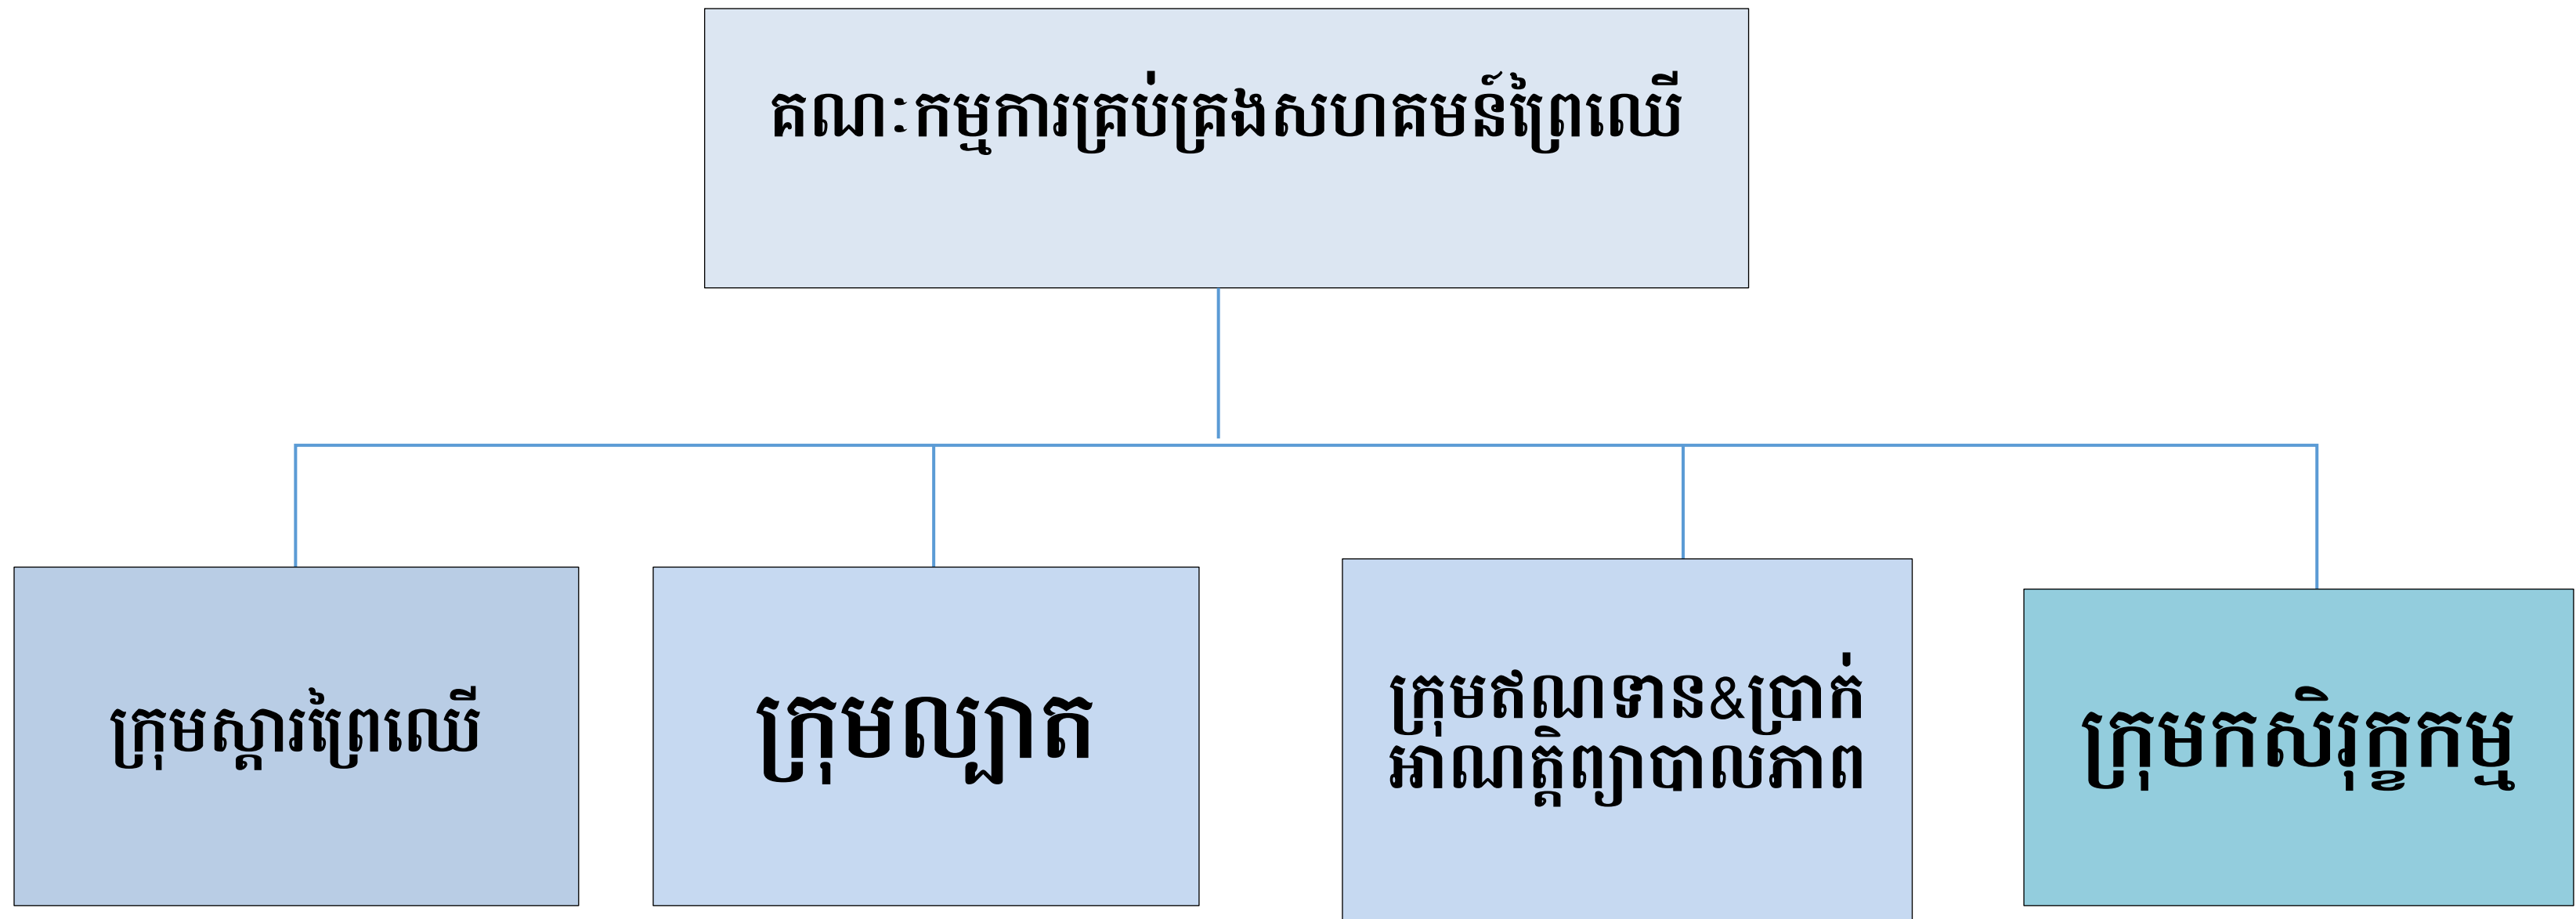 គណៈកម្មការគ្រប់គ្រងសហគមន៍ព្រៃឈើ
ក្រុមស្តារព្រៃឈើ
ក្រុមល្បាត
ក្រុមឥណទាន&ប្រាក់
អាណត្តិព្យាបាលភាព
ក្រុមកសិរុក្ខកម្ម